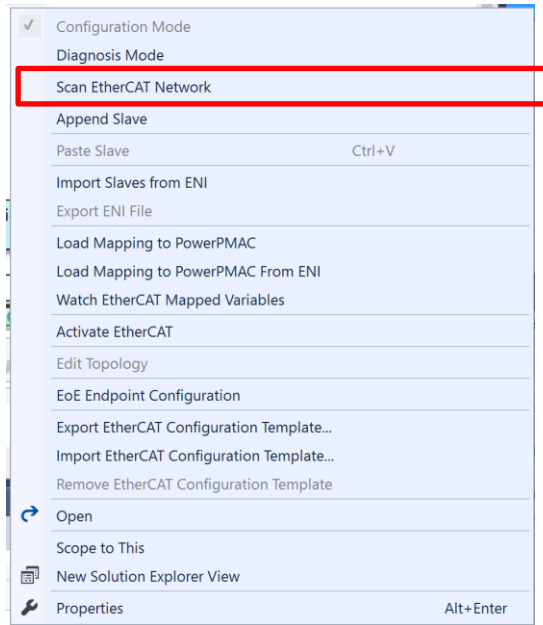 Configuration Mode
Diagnosis Mode
Scan EtherCAT Network
Append Slave
Paste Slave Ctrl+V
Import Slaves from ENI
Export ENI File
Load Mapping to PowerPMAC
Load Mapping to PowerPMAC From ENI
Watch EtherCAT Mapped Variables
Activate EtherCAT
Edit Topology
EoE Endpoint Configuration
Export EtherCAT Configuration Template...
Import EtherCAT Configuration Template...
Remove EtherCAT Configuration Template
Open
Scope to This
New Solution Explorer View
Properties Alt+Enter